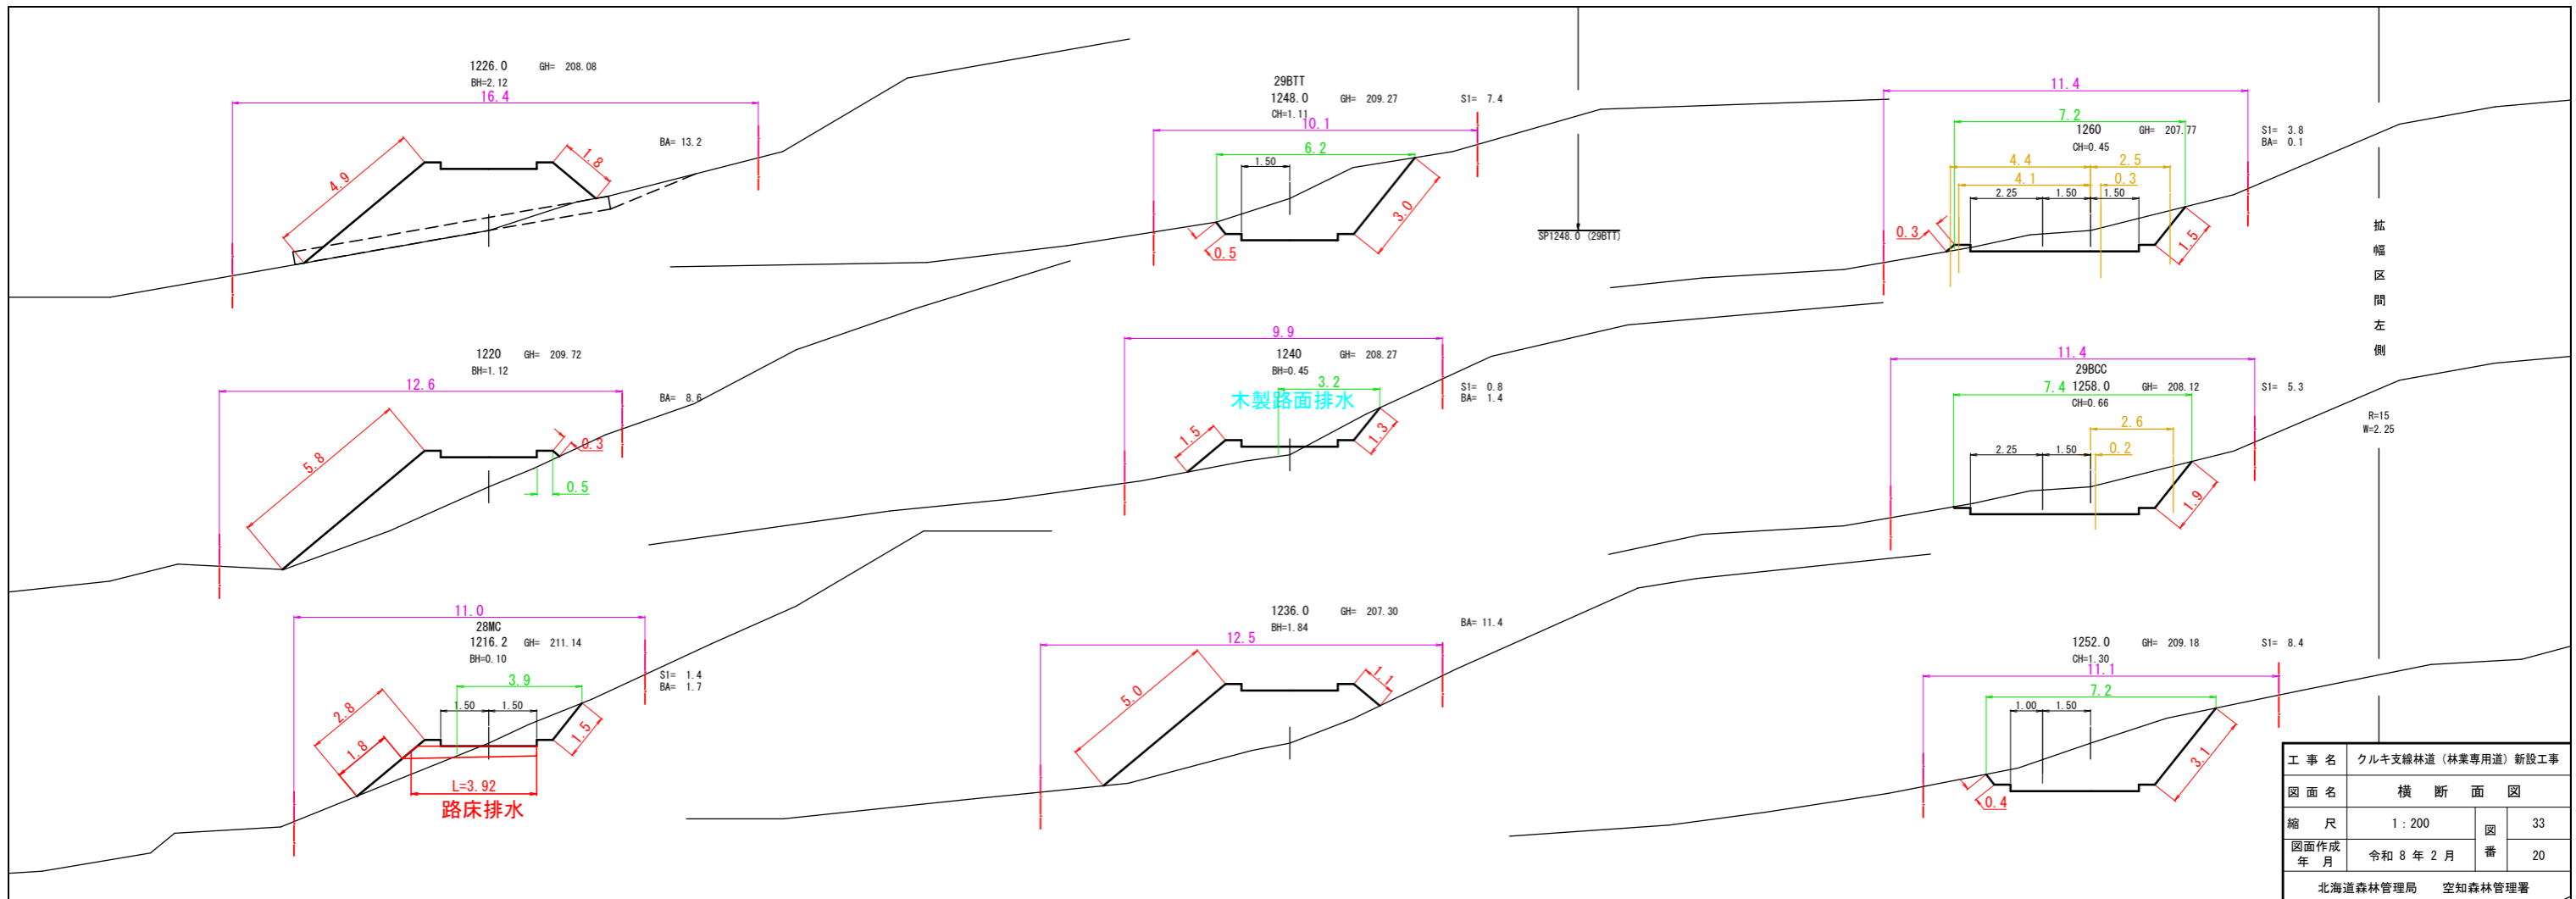 1226.0 GH= 208.08
BH=2.12
16.4
BA= 13.2
4.9
1.8
1220 GH= 209.72
BH=1.12
12.6
BA= 8.6
5.8
0.3
0.5
11.0
28MC
1216.2 GH= 211.14
BH=0.10
S1= 1.4
BA= 1.7
3.9
1.50 1.50
2.8
1.8
1.5
L=3.92
路床排水
29BTT
1248.0 GH= 209.27 S1= 7.4
CH=1.11
10.1
6.2
1.50
3.0
0.5
SP1248.0 (29BTT)
9.9
1240 GH= 208.27
BH=0.45
S1= 0.8
BA= 1.4
3.2
木製路面排水
1.5
1.3
1236.0 GH= 207.30
BH=1.84
BA= 11.4
12.5
5.0
1.1
11.4
7.2
1260 GH= 207.77 S1= 3.8
CH=0.45 BA= 0.1
4.4 2.5
4.1 0.3
2.25 1.50 1.50
0.3
1.5
11.4
29BCC
7.4 1258.0 GH= 208.12 S1= 5.3
CH=0.66
2.6
2.25 1.50 0.2
1.9
1252.0 GH= 209.18 S1= 8.4
CH=1.30
11.1
7.2
1.00 1.50
3.1
0.4
拡幅区間左側
R=15
W=2.25
工事名 クルキ支線林道（林業専用道）新設工事
図面名 横断面図
縮尺 1：200 図番 33
図面作成年月 令和 8 年 2 月 20
北海道森林管理局 空知森林管理署